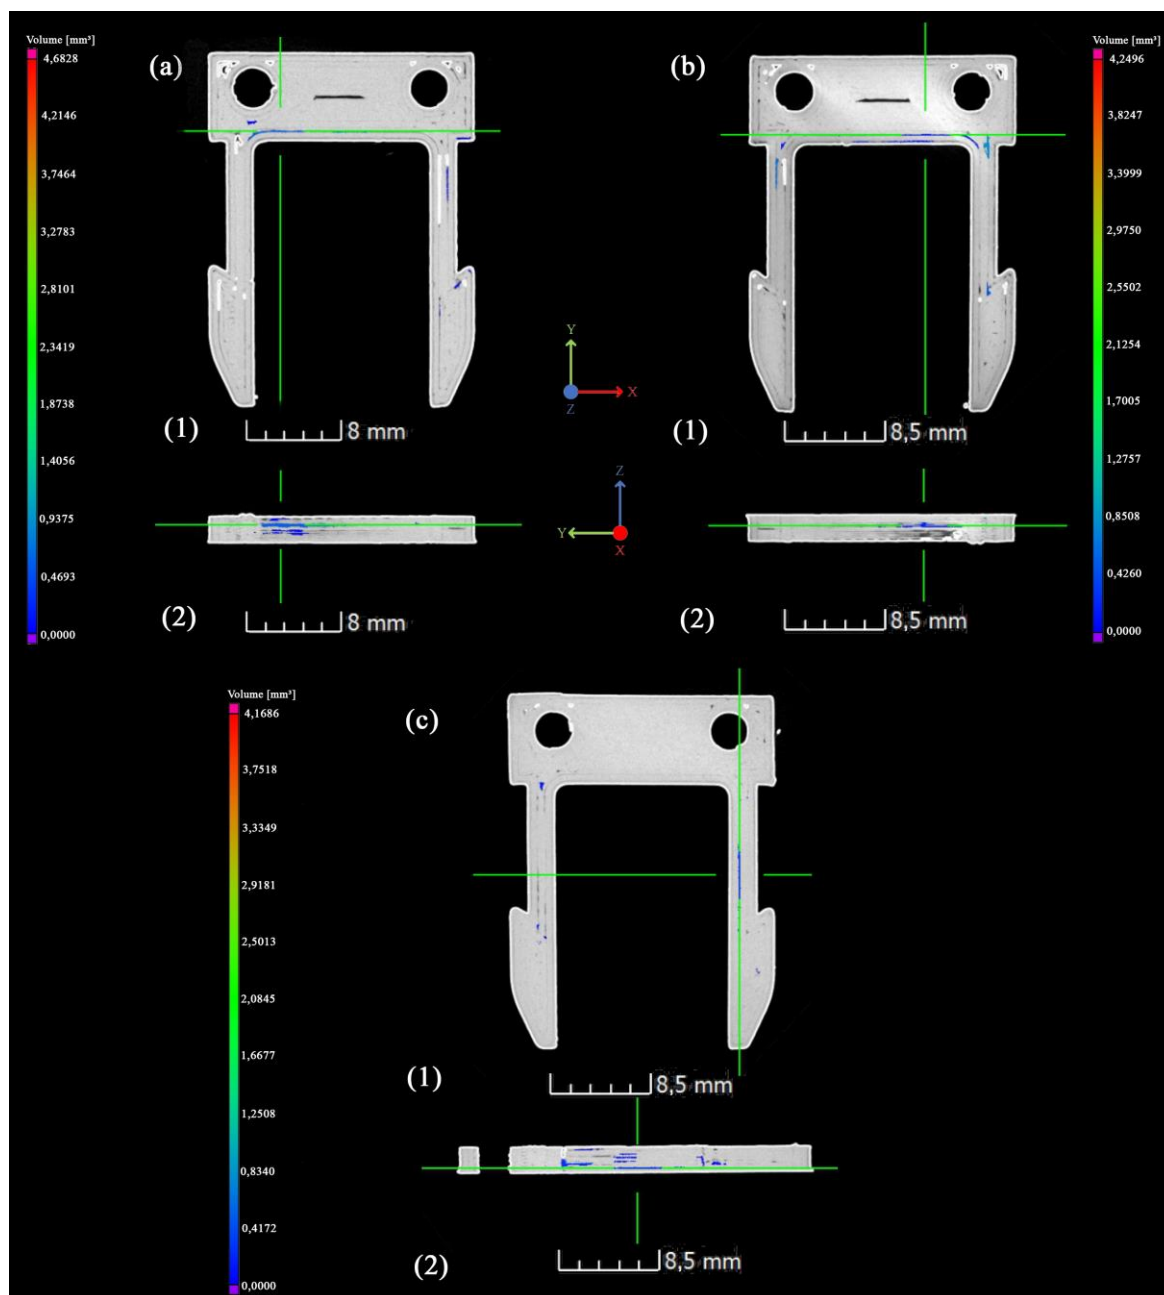 Volume [mm³]
4,6828
4,2146
3,7464
3,2783
2,8101
2,3419
1,8738
1,4056
0,9375
0,4693
0,0000
(a)
(1)
8 mm
(2)
8 mm
Y
X
Z
Z
Y
X
Volume [mm³]
4,2496
3,8247
3,3999
2,9750
2,5502
2,1254
1,7005
1,2757
0,8508
0,4260
0,0000
(b)
(1)
8,5 mm
(2)
8,5 mm
Volume [mm³]
4,1686
3,7518
3,3349
2,9181
2,5013
2,0845
1,6677
1,2508
0,8340
0,4172
0,0000
(c)
(1)
8,5 mm
(2)
8,5 mm